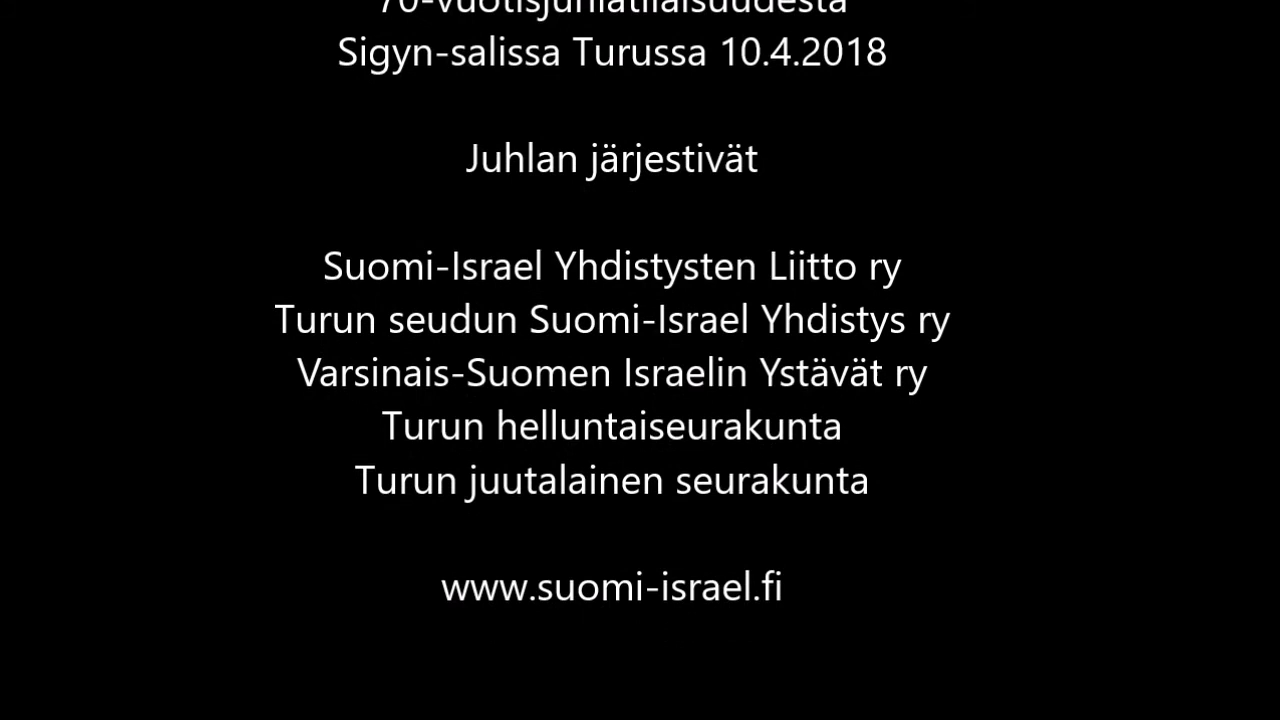 70-vuotisjuhlatilaisuudesta
Sigyn-salissa Turussa 10.4.2018
Juhlan järjestivät
Suomi-Israel Yhdistysten Liitto ry
Turun seudun Suomi-Israel Yhdistys ry
Varsinais-Suomen Israelin Ystävät ry
Turun helluntaiseurakunta
Turun juutalainen seurakunta
www.suomi-israel.fi